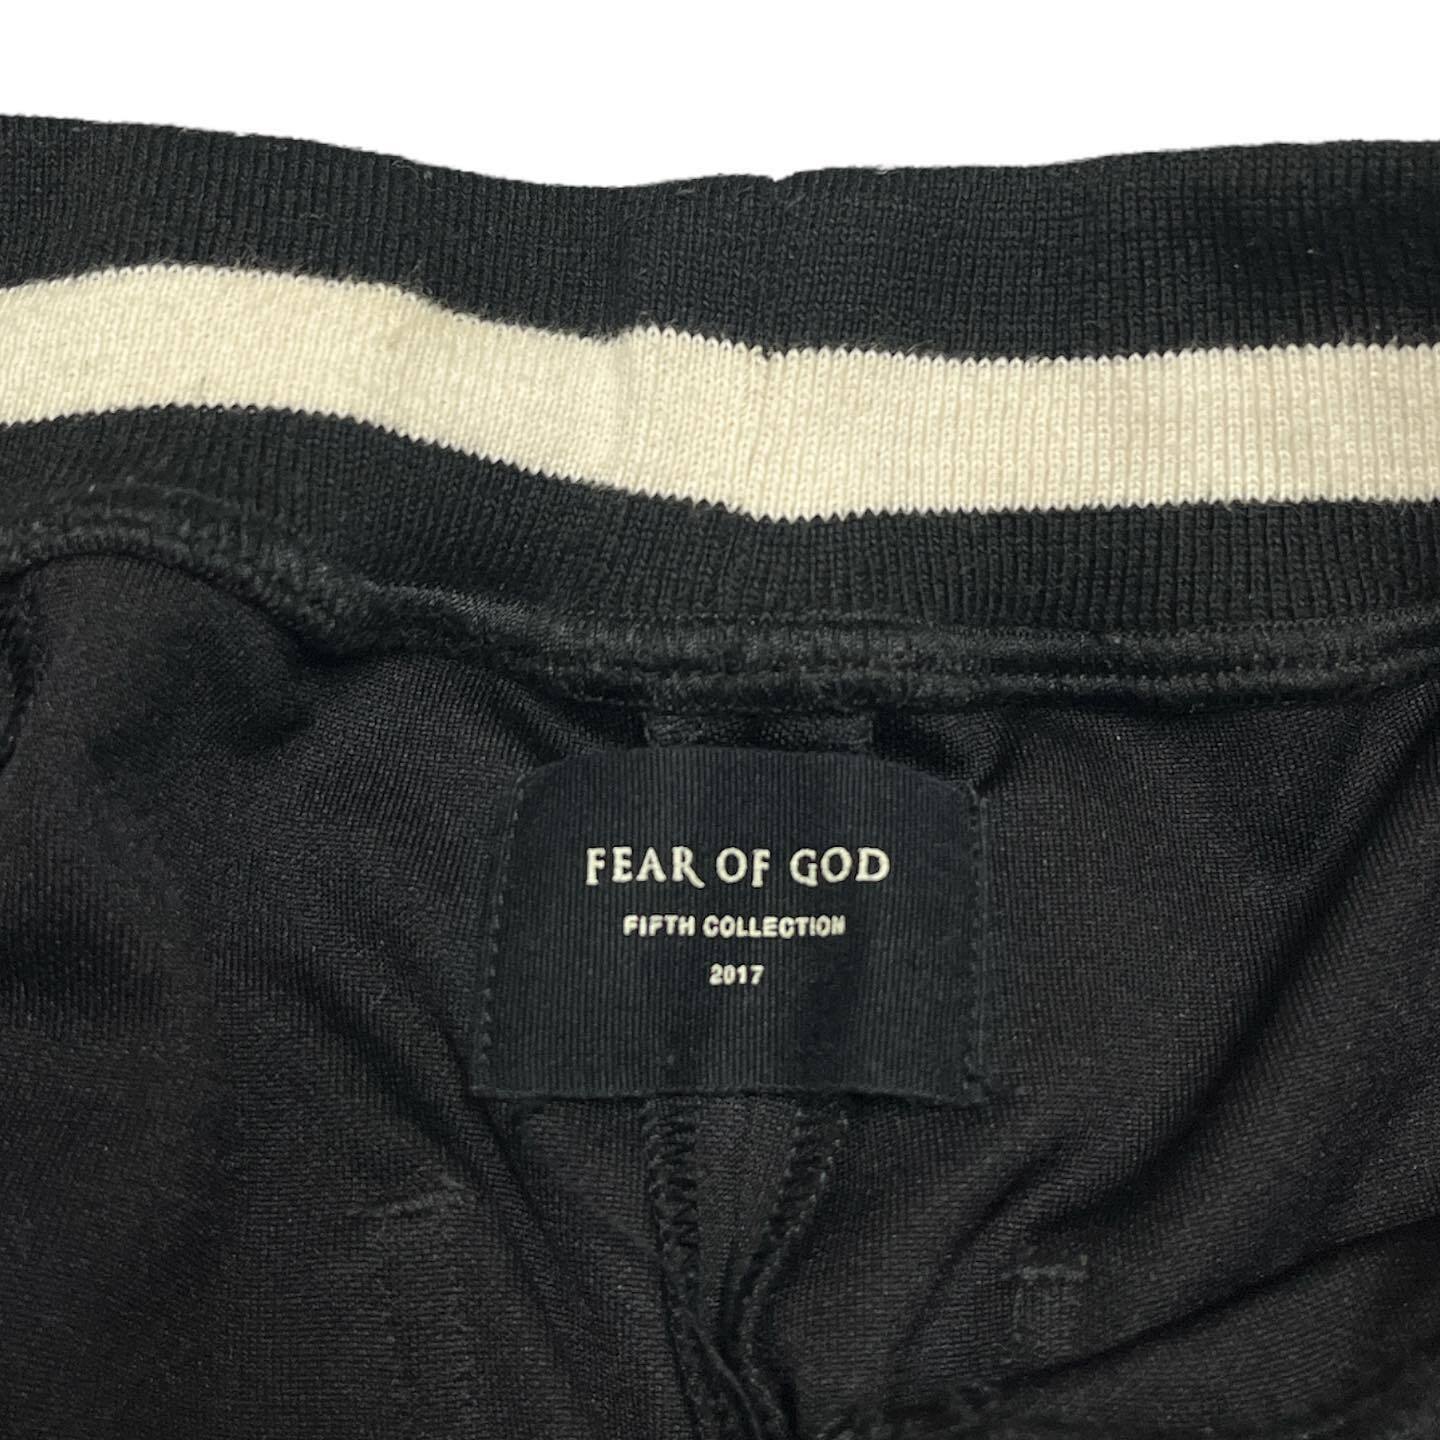 FEAR OF GOD
FIFTH COLLECTION
2017